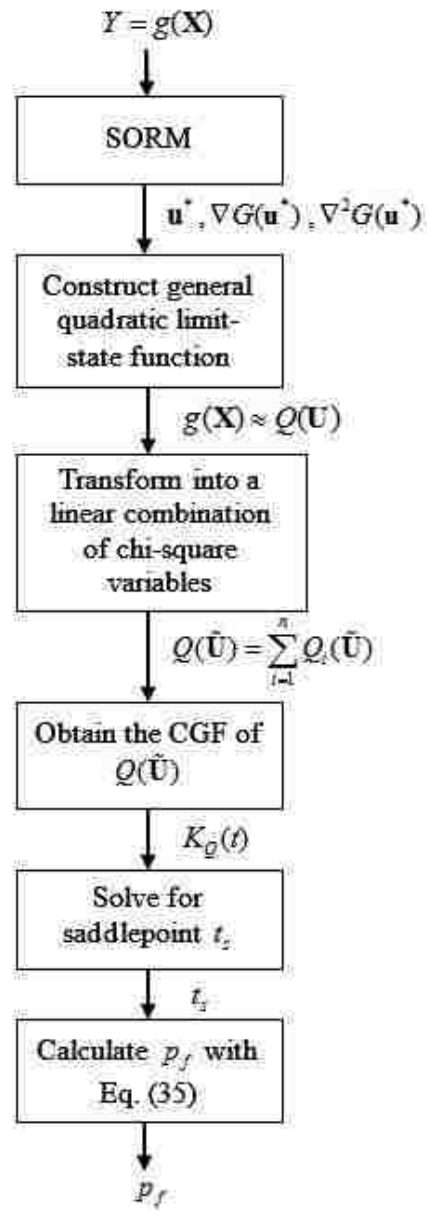 Y = g(X)
SORM
u*, ∇G(u*), ∇²G(u*)
Construct general
quadratic limit-
state function
g(X) ≈ Q(U)
Transform into a
linear combination
of chi-square
variables
Q(Ũ) = ∑ᵢ₌₁ⁿ Qᵢ(Ũ)
Obtain the CGF of
Q(Ũ)
K_Q(t)
Solve for
saddlepoint tₛ
tₛ
Calculate p_f with
Eq. (35)
p_f